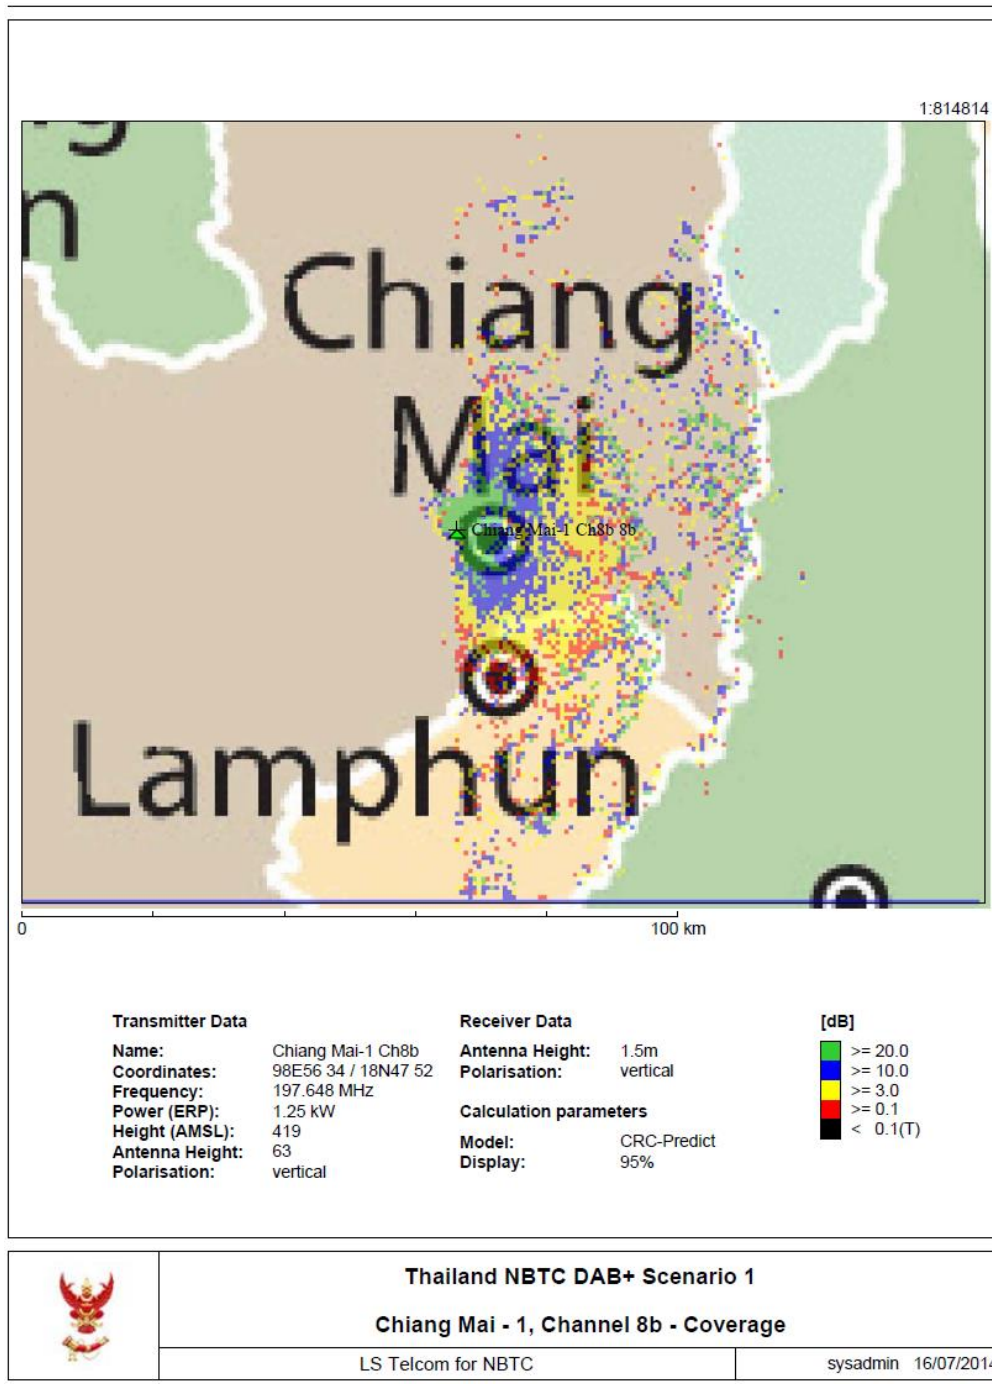 1:814814
ng
n
Chiang
Mai
Chiang Mai-1 Ch8b 8b
Lamphun
0
100 km
Transmitter Data
Name: Chiang Mai-1 Ch8b
Coordinates: 98E56 34 / 18N47 52
Frequency: 197.648 MHz
Power (ERP): 1.25 kW
Height (AMSL): 419
Antenna Height: 63
Polarisation: vertical
Receiver Data
Antenna Height: 1.5m
Polarisation: vertical
Calculation parameters
Model: CRC-Predict
Display: 95%
[dB]
>= 20.0
>= 10.0
>= 3.0
>= 0.1
< 0.1(T)
Thailand NBTC DAB+ Scenario 1
Chiang Mai - 1, Channel 8b - Coverage
LS Telcom for NBTC
sysadmin 16/07/2014